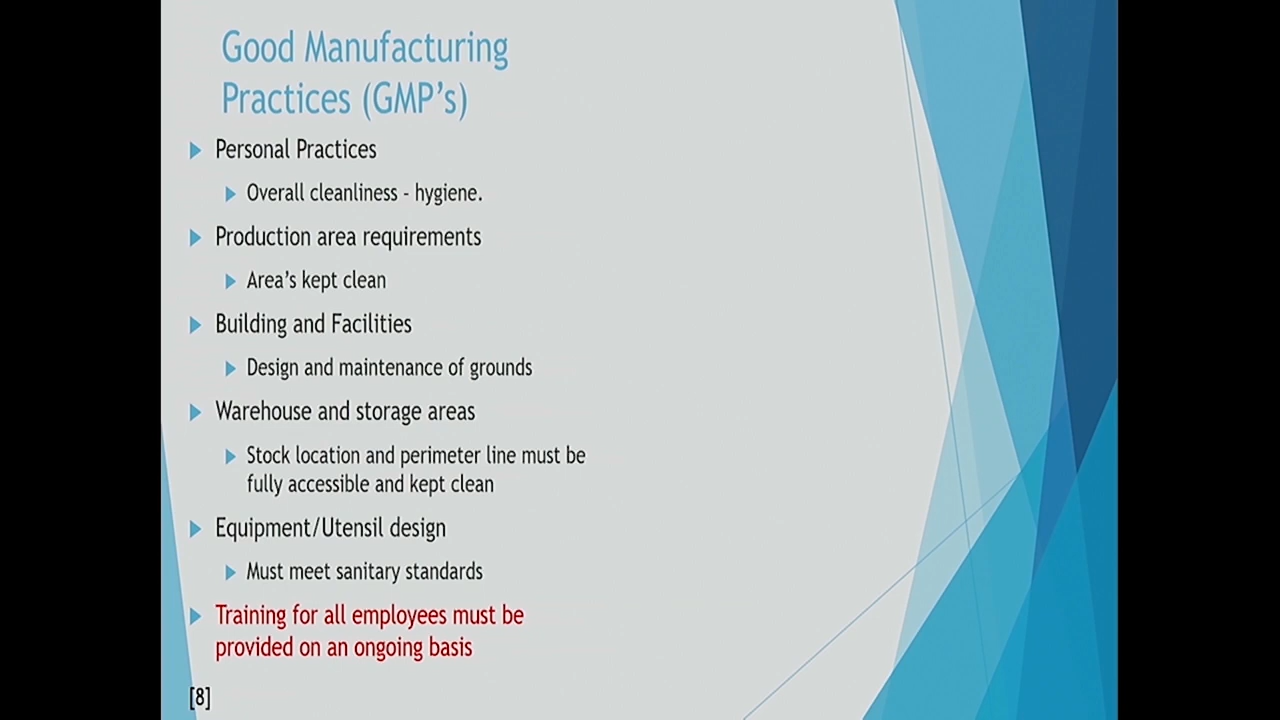 Good Manufacturing
Practices (GMP's)
Personal Practices
Overall cleanliness - hygiene.
Production area requirements
Area's kept clean
Building and Facilities
Design and maintenance of grounds
Warehouse and storage areas
Stock location and perimeter line must be
fully accessible and kept clean
Equipment/Utensil design
Must meet sanitary standards
Training for all employees must be
provided on an ongoing basis
[8]